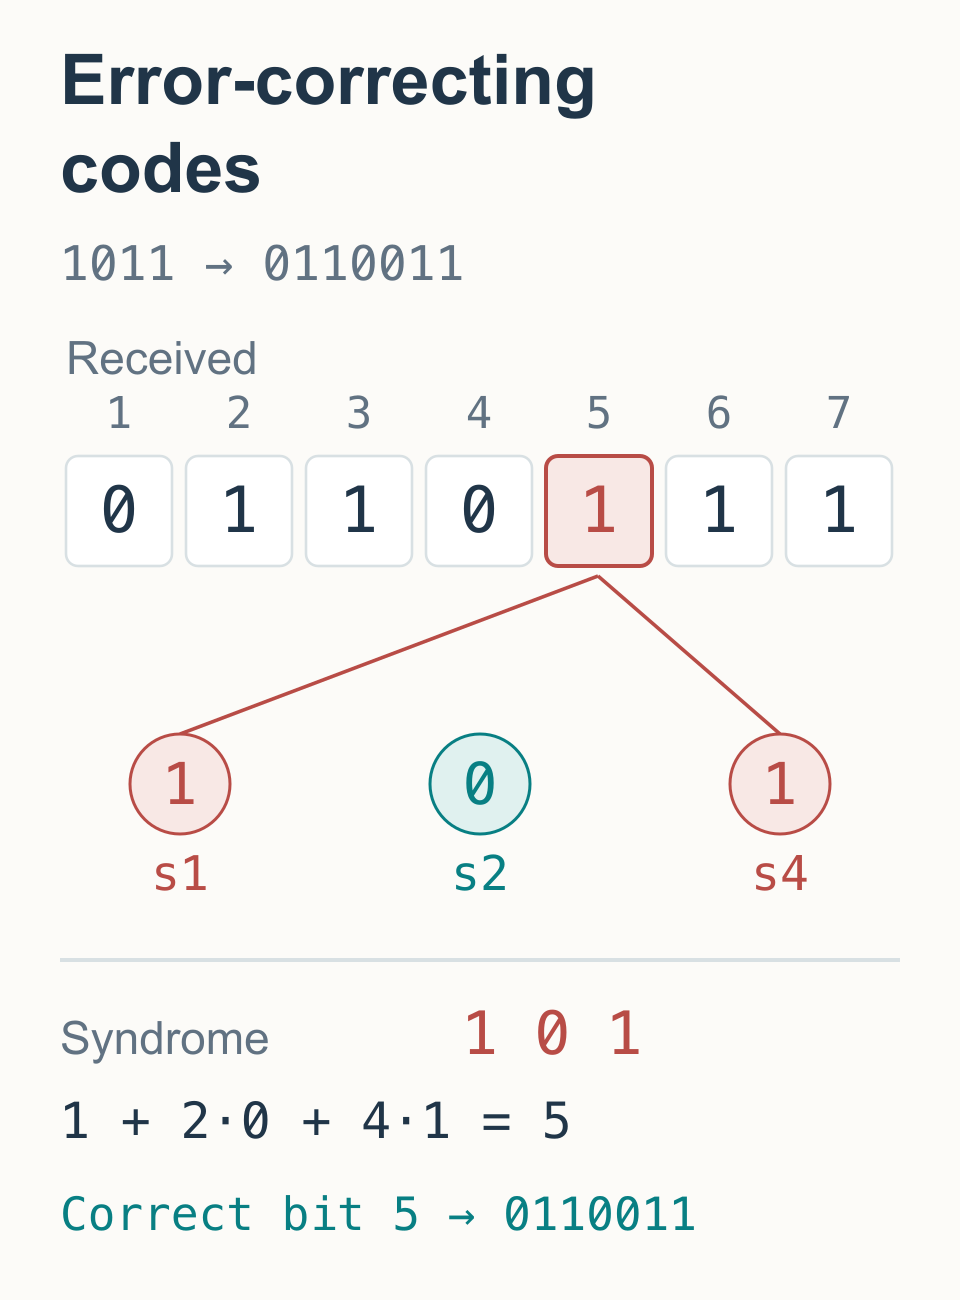 Error-correcting
codes
1011 → 0110011
Received
1 2 3 4 5 6 7
0 1 1 0 1 1 1
1 0 1
s1 s2 s4
Syndrome 1 0 1
1 + 2·0 + 4·1 = 5
Correct bit 5 → 0110011